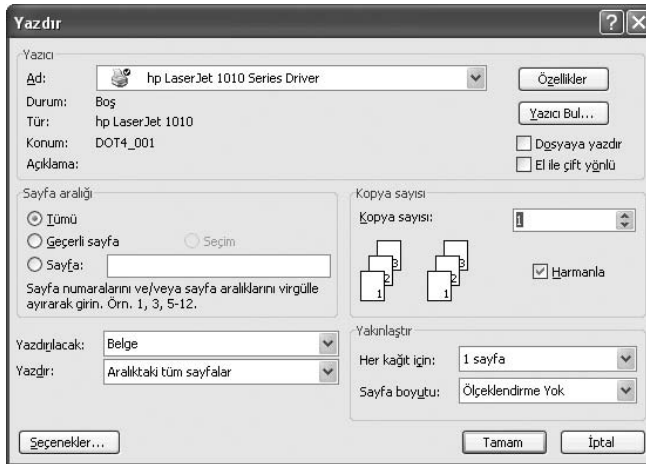 Yazdır
Yazıcı
Ad: hp LaserJet 1010 Series Driver
Özellikler
Durum: Boş
Yazıcı Bul...
Tür: hp LaserJet 1010
Konum: DOT4_001
Dosyaya yazdır
Açıklama:
El ile çift yönlü
Sayfa aralığı
Tümü
Geçerli sayfa
Seçim
Sayfa:
Sayfa numaralarını ve/veya sayfa aralıklarını virgülle
ayırarak girin. Örn. 1, 3, 5-12.
Kopya sayısı
Kopya sayısı: 1
3 3
2 2
1 1
Harmanla
Yazdırılacak: Belge
Yazdır: Aralıktaki tüm sayfalar
Yakınlaştır
Her kağıt için: 1 sayfa
Sayfa boyutu: Ölçeklendirme Yok
Seçenekler...
Tamam
İptal